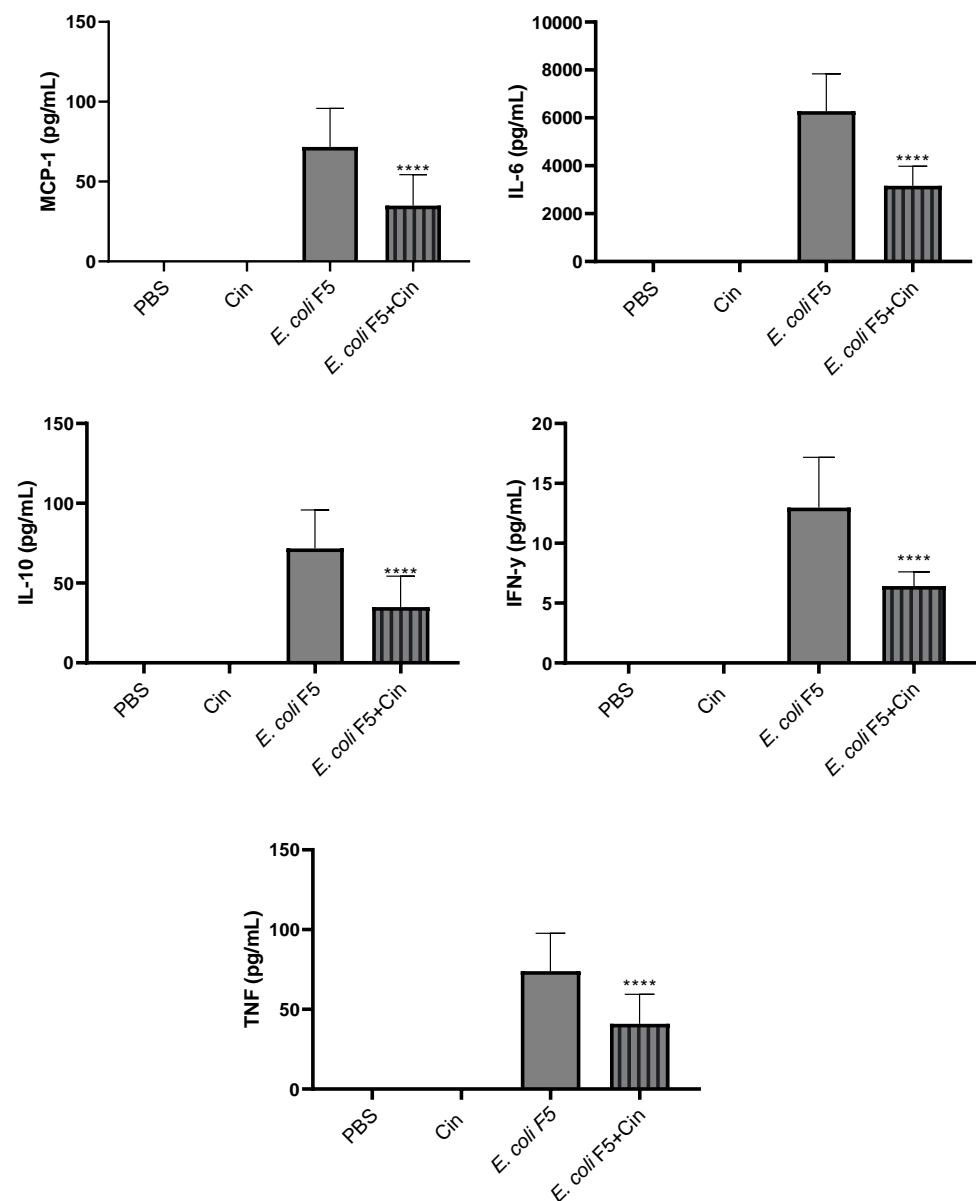 150
100
50
0
MCP-1 (pg/mL)
****
PBS
Cin
E. coli F5
E. coli F5+Cin
10000
8000
6000
4000
2000
0
IL-6 (pg/mL)
****
PBS
Cin
E. coli F5
E. coli F5+Cin
150
100
50
0
IL-10 (pg/mL)
****
PBS
Cin
E. coli F5
E. coli F5+Cin
20
15
10
5
0
IFN-y (pg/mL)
****
PBS
Cin
E. coli F5
E. coli F5+Cin
150
100
50
0
TNF (pg/mL)
****
PBS
Cin
E. coli F5
E. coli F5+Cin